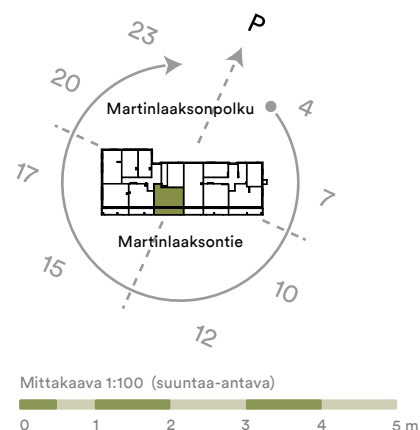 P
23
20
4
Martinlaaksonpolku
17
7
Martinlaaksontie
15
10
12
Mittakaava 1:100 (suuntaa-antava)
0 1 2 3 4 5 m